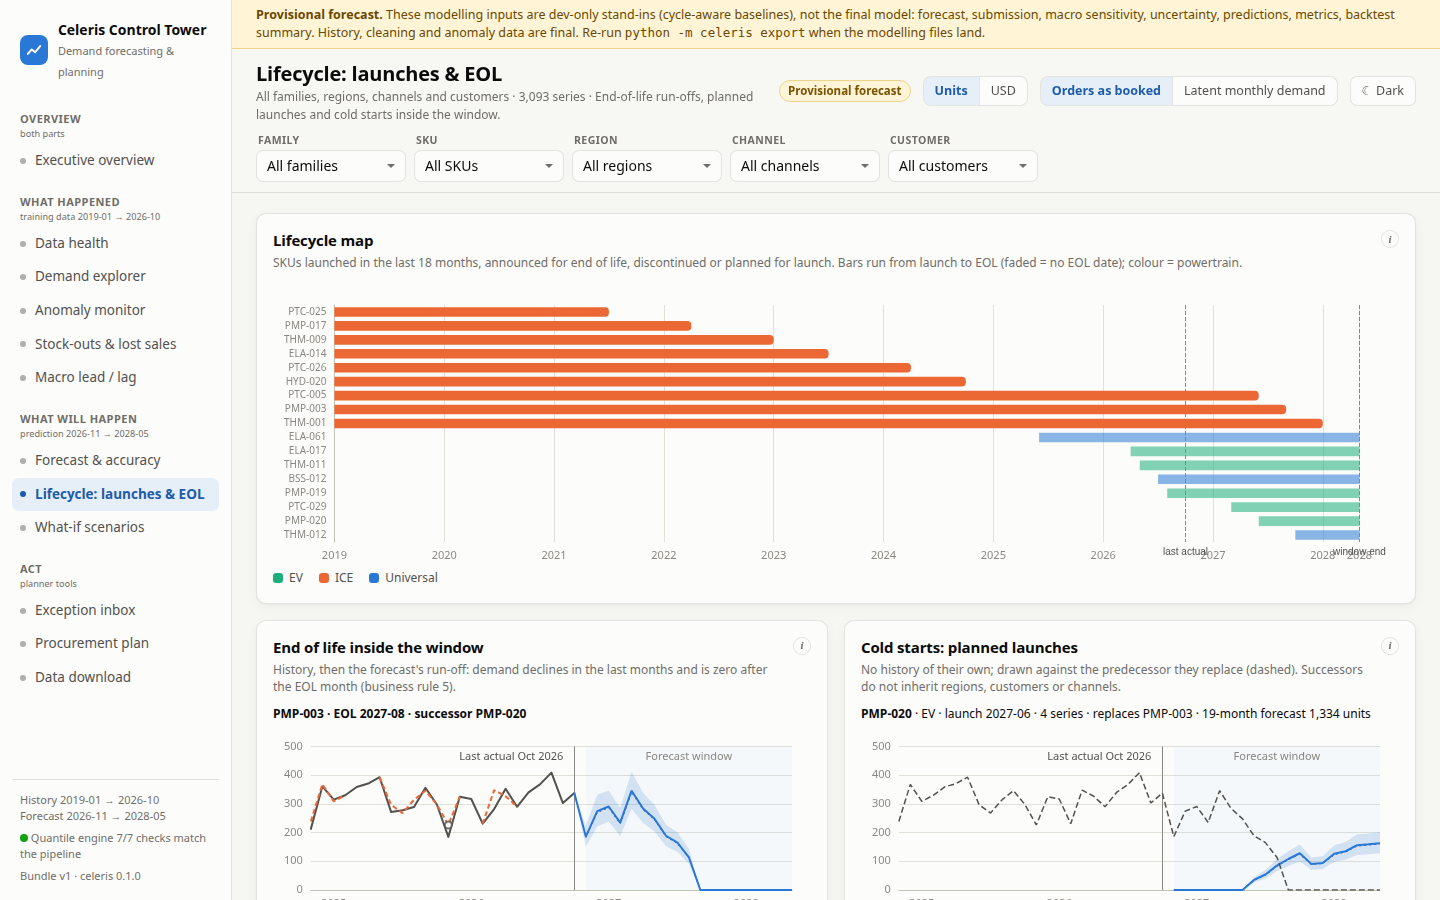 Celeris Control Tower
Demand forecasting &
planning
OVERVIEW
both parts
Executive overview
WHAT HAPPENED
training data 2019-01 → 2026-10
Data health
Demand explorer
Anomaly monitor
Stock-outs & lost sales
Macro lead / lag
WHAT WILL HAPPEN
prediction 2026-11 → 2028-05
Forecast & accuracy
Lifecycle: launches & EOL
What-if scenarios
ACT
planner tools
Exception inbox
Procurement plan
Data download
History 2019-01 → 2026-10
Forecast 2026-11 → 2028-05
Quantile engine 7/7 checks match
the pipeline
Bundle v1 · celeris 0.1.0
Provisional forecast. These modelling inputs are dev-only stand-ins (cycle-aware baselines), not the final model: forecast, submission, macro sensitivity, uncertainty, predictions, metrics, backtest
summary. History, cleaning and anomaly data are final. Re-run python -m celeris export when the modelling files land.
Lifecycle: launches & EOL
All families, regions, channels and customers · 3,093 series · End-of-life run-offs, planned
launches and cold starts inside the window.
Provisional forecast
Units USD
Orders as booked Latent monthly demand
☾ Dark
FAMILY SKU REGION CHANNEL CUSTOMER
All families All SKUs All regions All channels All customers
Lifecycle map
i
SKUs launched in the last 18 months, announced for end of life, discontinued or planned for launch. Bars run from launch to EOL (faded = no EOL date); colour = powertrain.
PTC-025
PMP-017
THM-009
ELA-014
PTC-026
HYD-020
PTC-005
PMP-003
THM-001
ELA-061
ELA-017
THM-011
BSS-012
PMP-019
PTC-029
PMP-020
THM-012
last actual window end
2019 2020 2021 2022 2023 2024 2025 2026 2027 2028 2028
EV ICE Universal
End of life inside the window
i
History, then the forecast's run-off: demand declines in the last months and is zero after
the EOL month (business rule 5).
PMP-003 · EOL 2027-08 · successor PMP-020
500
400
300
200
100
0
Last actual Oct 2026 Forecast window
Cold starts: planned launches
i
No history of their own; drawn against the predecessor they replace (dashed). Successors
do not inherit regions, customers or channels.
PMP-020 · EV · launch 2027-06 · 4 series · replaces PMP-003 · 19-month forecast 1,334 units
500
400
300
200
100
0
Last actual Oct 2026 Forecast window